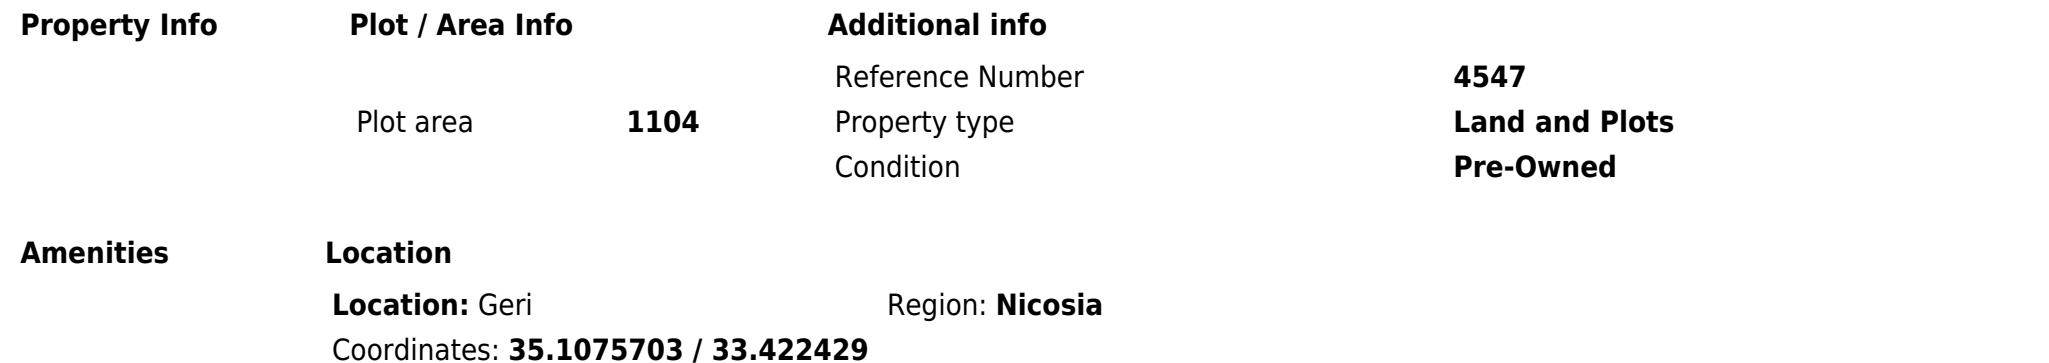 Property Info Plot / Area Info Additional info
Reference Number 4547
Plot area 1104 Property type Land and Plots
Condition Pre-Owned
Amenities Location
Location: Geri Region: Nicosia
Coordinates: 35.1075703 / 33.422429